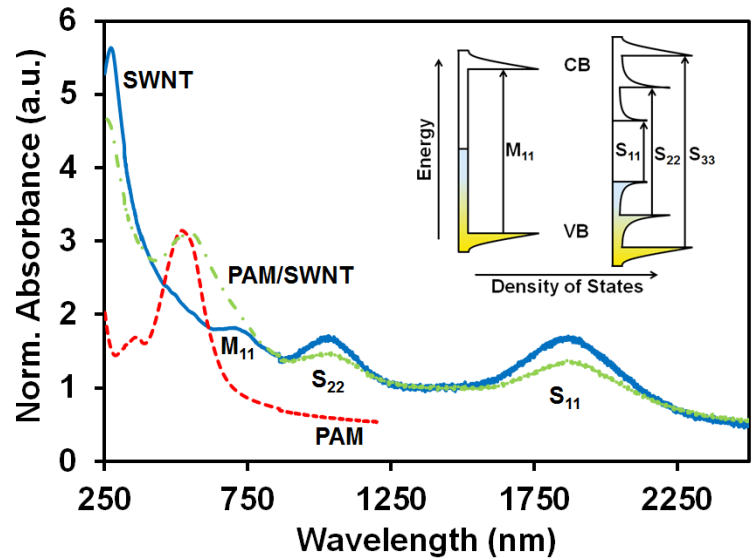 Norm. Absorbance (a.u.)
6
5
4
3
2
1
0
SWNT
PAM/SWNT
M11
S22
S11
PAM
Energy
M11
CB
VB
S11
S22
S33
Density of States
250
750
1250
1750
2250
Wavelength (nm)